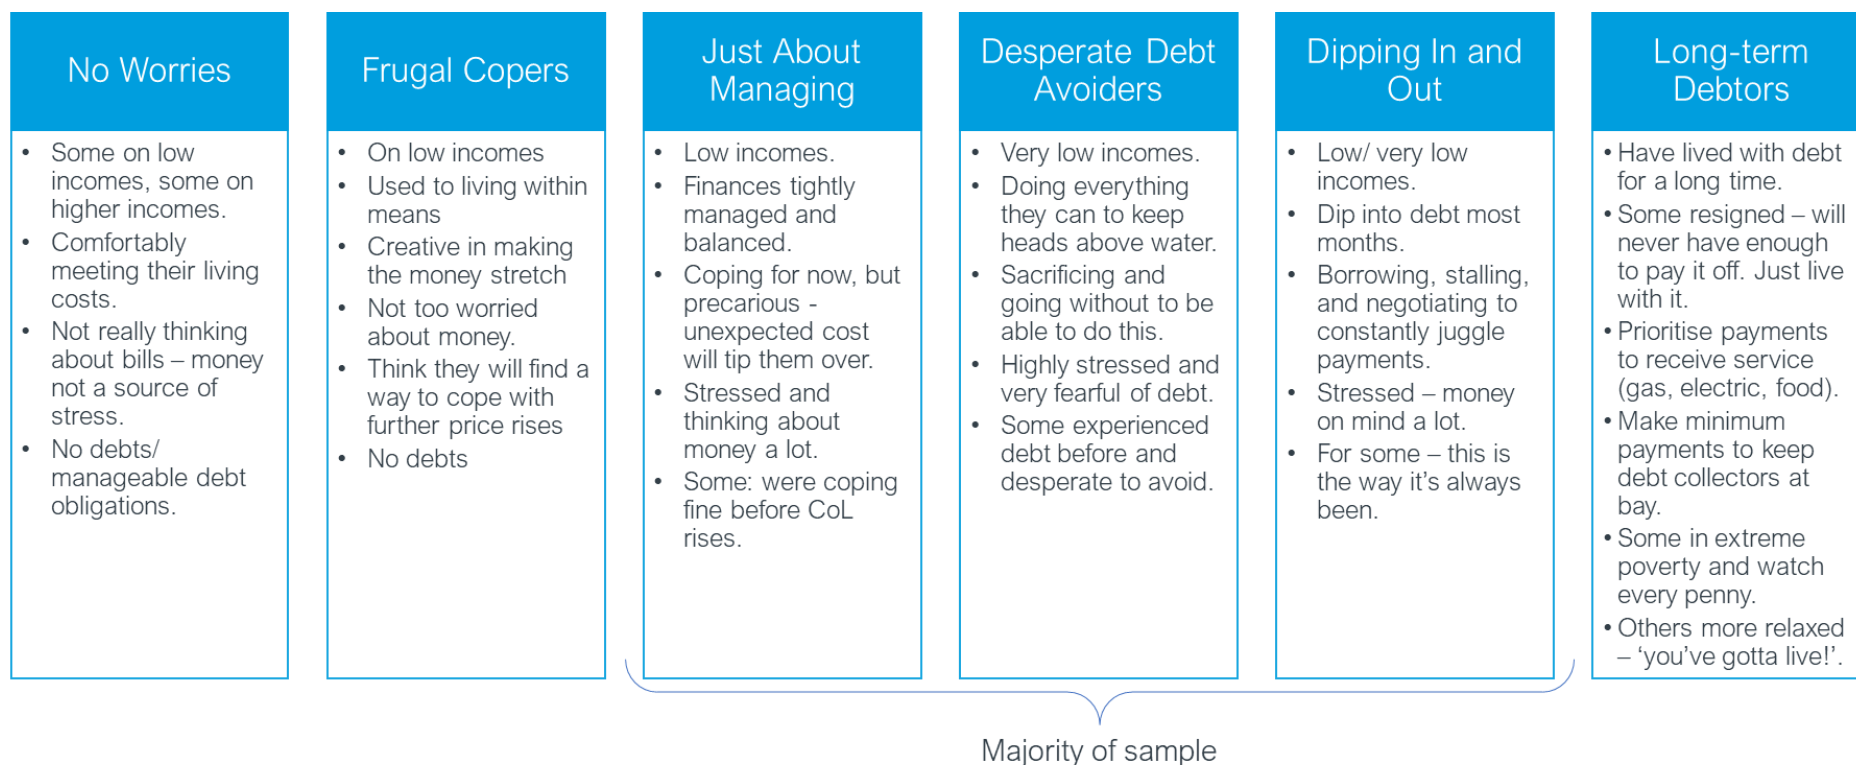 No Worries
• Some on low
incomes, some on
higher incomes.
• Comfortably
meeting their living
costs.
• Not really thinking
about bills – money
not a source of
stress.
• No debts/
manageable debt
obligations.
Frugal Copers
• On low incomes
• Used to living within
means
• Creative in making
the money stretch
• Not too worried
about money.
• Think they will find a
way to cope with
further price rises
• No debts
Just About
Managing
• Low incomes.
• Finances tightly
managed and
balanced.
• Coping for now, but
precarious -
unexpected cost
will tip them over.
• Stressed and
thinking about
money a lot.
• Some: were coping
fine before CoL
rises.
Desperate Debt
Avoiders
• Very low incomes.
• Doing everything
they can to keep
heads above water.
• Sacrificing and
going without to be
able to do this.
• Highly stressed and
very fearful of debt.
• Some experienced
debt before and
desperate to avoid.
Dipping In and
Out
• Low/ very low
incomes.
• Dip into debt most
months.
• Borrowing, stalling,
and negotiating to
constantly juggle
payments.
• Stressed – money
on mind a lot.
• For some – this is
the way it’s always
been.
Long-term
Debtors
• Have lived with debt
for a long time.
• Some resigned – will
never have enough
to pay it off. Just live
with it.
• Prioritise payments
to receive service
(gas, electric, food).
• Make minimum
payments to keep
debt collectors at
bay.
• Some in extreme
poverty and watch
every penny.
• Others more relaxed
– ‘you’ve gotta live!’.
Majority of sample